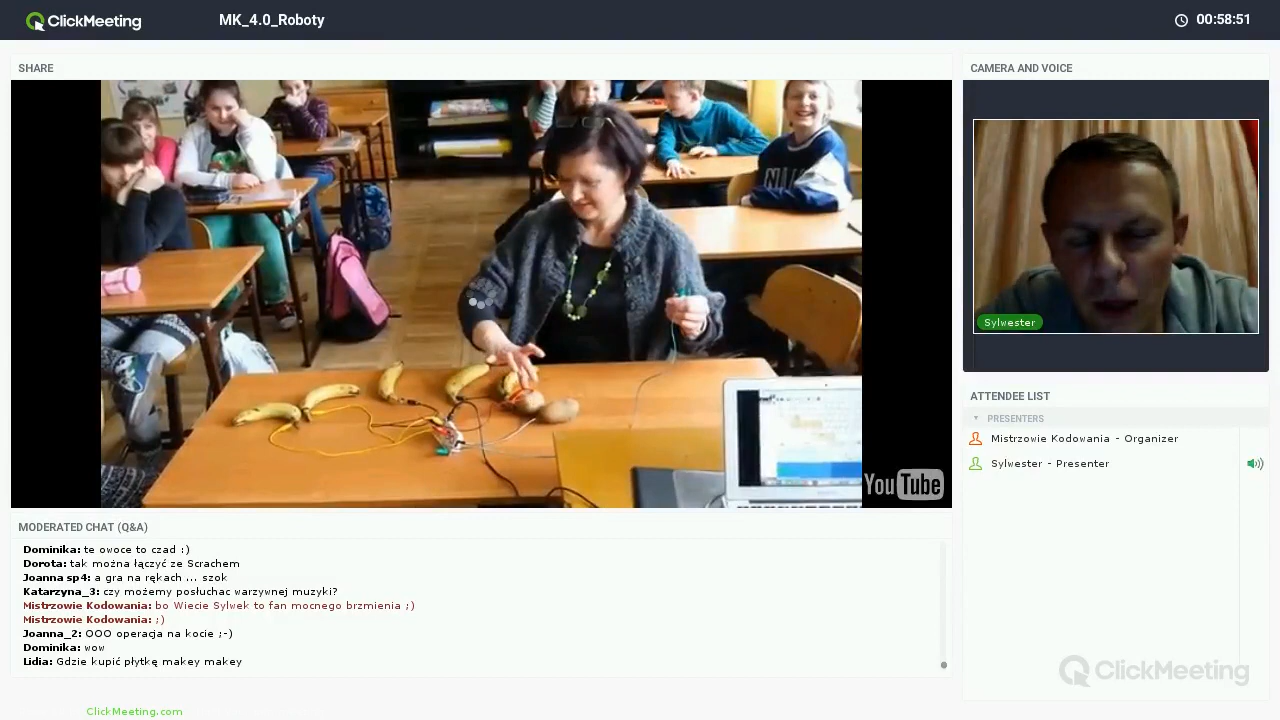 ClickMeeting
MK_4.0_Roboty
00:58:51
SHARE
CAMERA AND VOICE
Sylwester
YouTube
ATTENDEE LIST
PRESENTERS
Mistrzowie Kodowania - Organizer
Sylwester - Presenter
MODERATED CHAT (Q&A)
Dominika: te owoce to czad :)
Dorota: tak można łączyć ze Scrachem
Joanna sp4: a gra na rękach ... szok
Katarzyna_3: czy możemy posłuchac warzywnej muzyki?
Mistrzowie Kodowania: bo Wiecie Sylwek to fan mocnego brzmienia ;)
Mistrzowie Kodowania: ;)
Joanna_2: OOO operacja na kocie ;-)
Dominika: wow
Lidia: Gdzie kupić płytkę makey makey
ClickMeeting
ClickMeeting.com